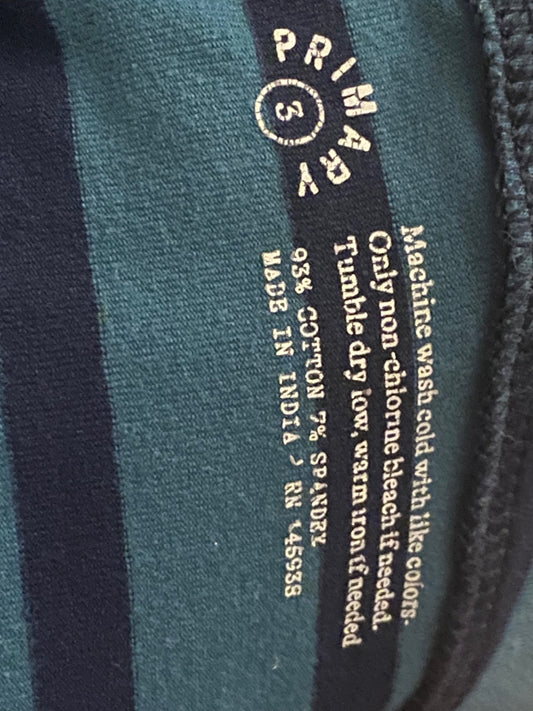 PRIMARY
3
Machine wash cold with like colors.
Only non-chlorine bleach if needed.
Tumble dry low, warm iron if needed
93% COTTON 7% SPANDEX
MADE IN INDIA RN 145938